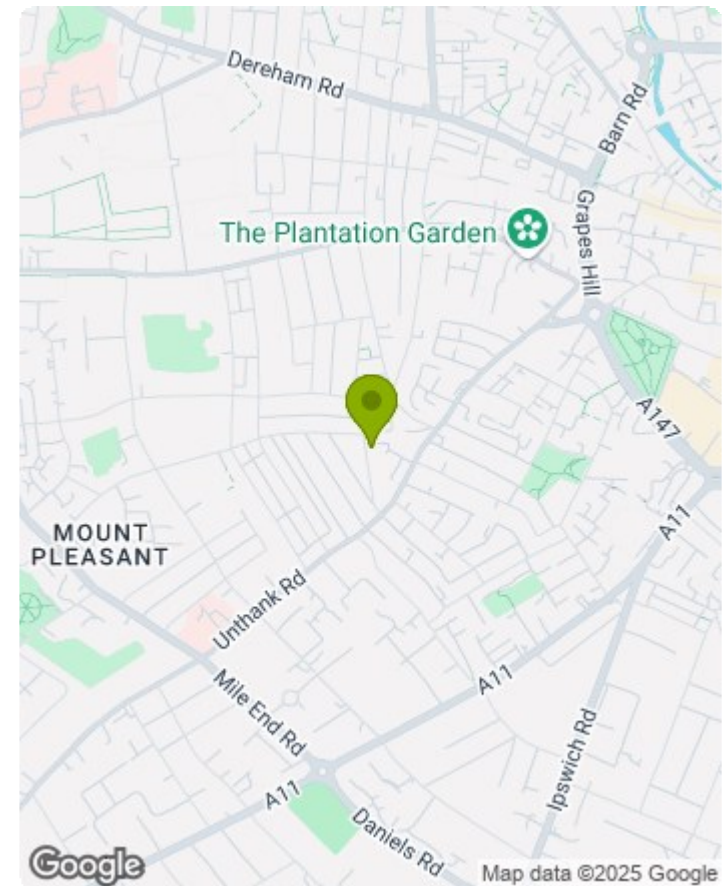 Dereham Rd
Barn Rd
Grapes Hill
The Plantation Garden
A147
A11
MOUNT
PLEASANT
Unthank Rd
A11
Mile End Rd
Ipswich Rd
A11
Daniels Rd
Google
Map data ©2025 Google